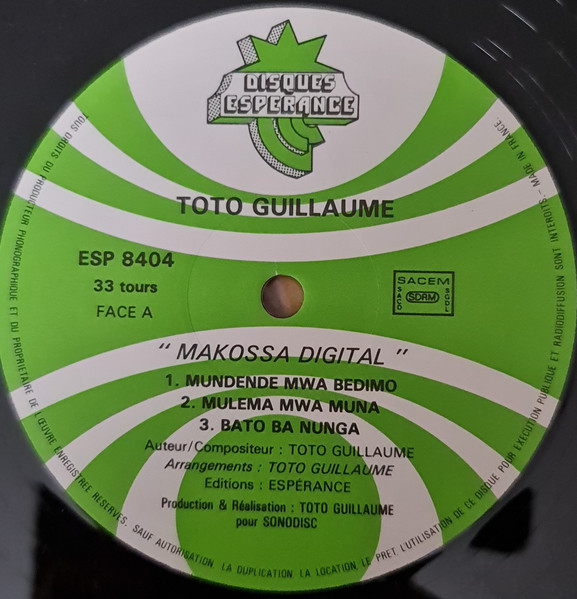 DISQUES
ESPERANCE
TOTO GUILLAUME
ESP 8404
33 tours
FACE A
SACEM
SACD
SDRM
SGDL
" MAKOSSA DIGITAL "
1. MUNDENDE MWA BEDIMO
2. MULEMA MWA MUNA
3. BATO BA NUNGA
Auteur/Compositeur : TOTO GUILLAUME
Arrangements : TOTO GUILLAUME
Editions : ESPÉRANCE
Production & Réalisation : TOTO GUILLAUME
pour SONODISC
TOUS DROITS DU PRODUCTEUR PHONOGRAPHIQUE ET DU PROPRIETAIRE DE L'ŒUVRE ENREGISTREE RESERVES. SAUF AUTORISATION LA DUPLICATION LA LOCATION LE PRET. L'UTILISATION DE CE DISQUE POUR EXECUTION PUBLIQUE ET RADIODIFFUSION SONT INTERDITS - MADE IN FRANCE